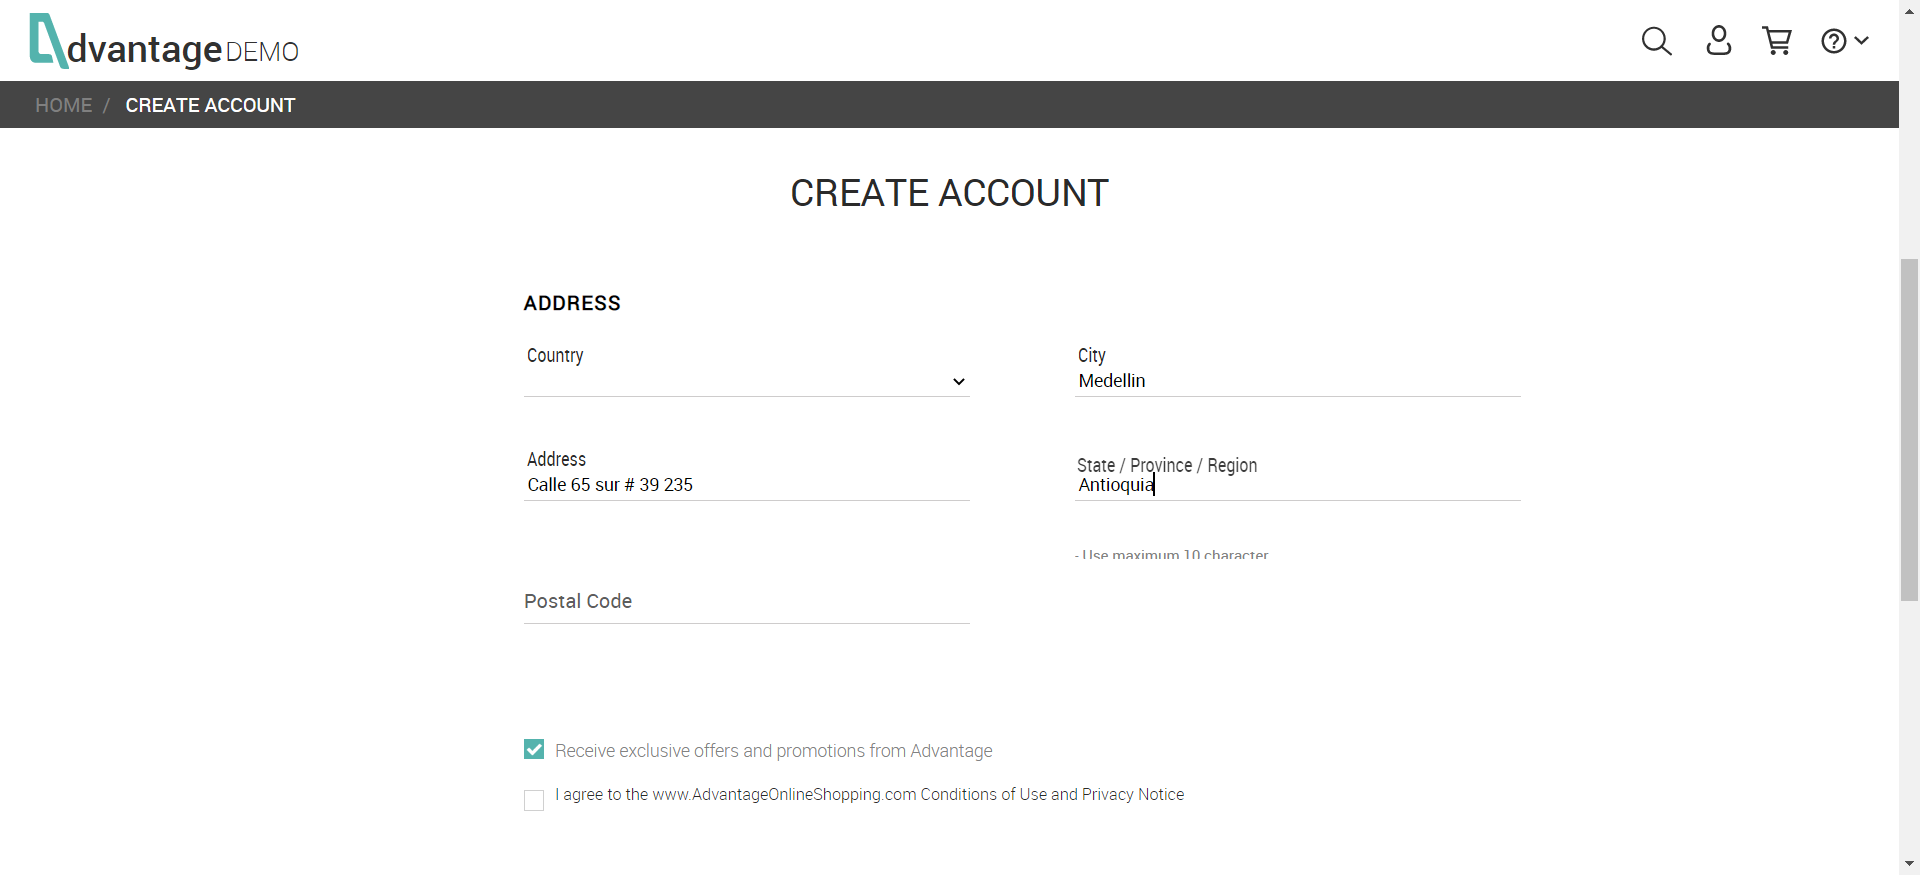 dvantage DEMO
HOME / CREATE ACCOUNT
CREATE ACCOUNT
ADDRESS
Country
City
Medellin
Address
Calle 65 sur # 39 235
State / Province / Region
Antioquia
- Use maximum 10 character
Postal Code
Receive exclusive offers and promotions from Advantage
I agree to the www.AdvantageOnlineShopping.com Conditions of Use and Privacy Notice